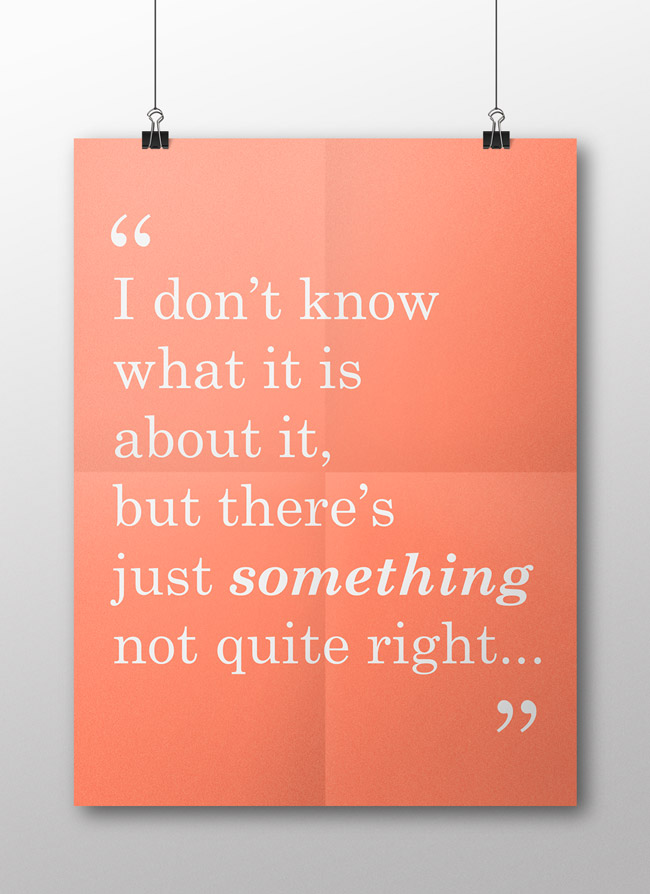 “
I don’t know
what it is
about it,
but there’s
just something
not quite right...
”